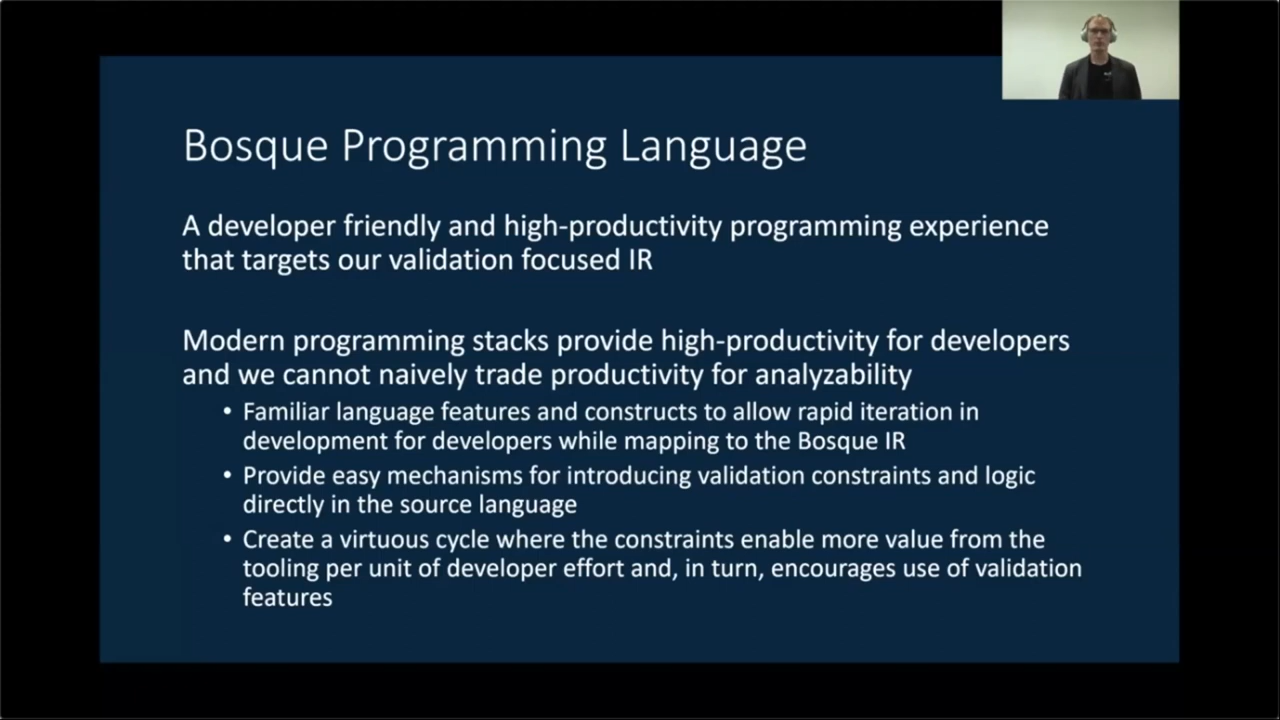 Bosque Programming Language
A developer friendly and high-productivity programming experience
that targets our validation focused IR
Modern programming stacks provide high-productivity for developers
and we cannot naively trade productivity for analyzability
• Familiar language features and constructs to allow rapid iteration in
development for developers while mapping to the Bosque IR
• Provide easy mechanisms for introducing validation constraints and logic
directly in the source language
• Create a virtuous cycle where the constraints enable more value from the
tooling per unit of developer effort and, in turn, encourages use of validation
features